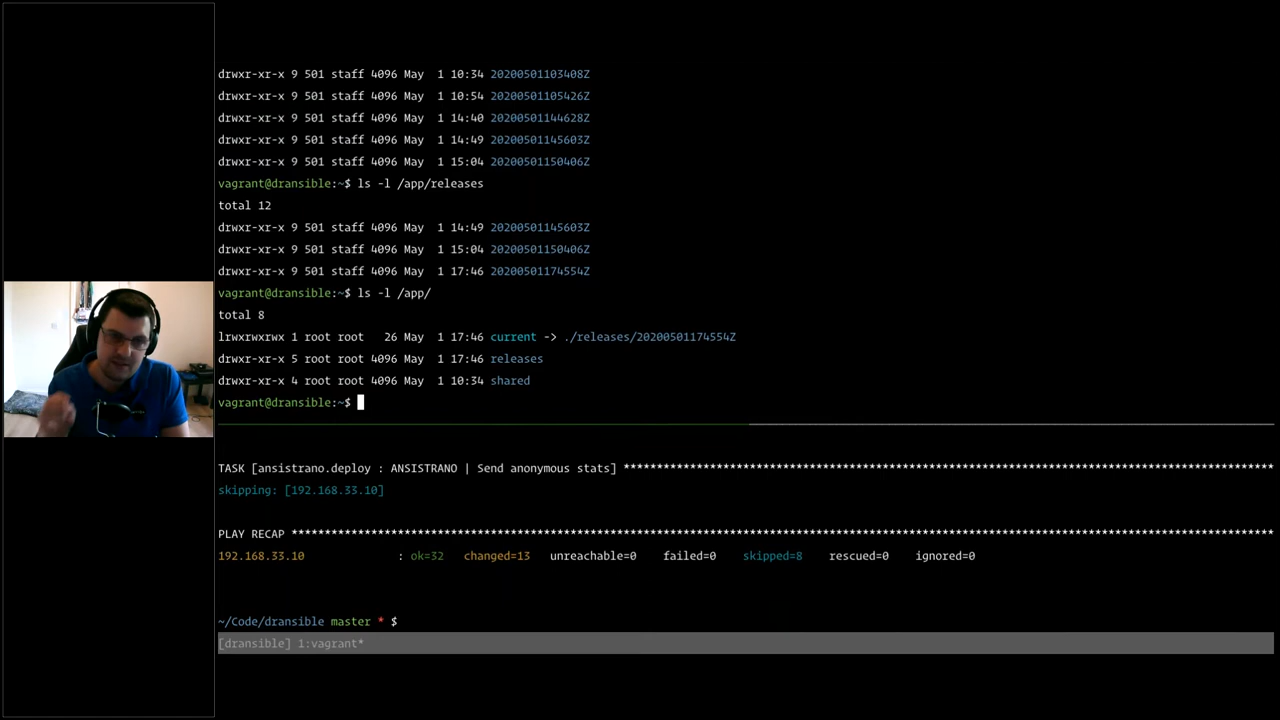 drwxr-xr-x 9 501 staff 4096 May  1 10:34 20200501103408Z
drwxr-xr-x 9 501 staff 4096 May  1 10:54 20200501105426Z
drwxr-xr-x 9 501 staff 4096 May  1 14:40 20200501144628Z
drwxr-xr-x 9 501 staff 4096 May  1 14:49 20200501145603Z
drwxr-xr-x 9 501 staff 4096 May  1 15:04 20200501150406Z
vagrant@dransible:~$ ls -l /app/releases
total 12
drwxr-xr-x 9 501 staff 4096 May  1 14:49 20200501145603Z
drwxr-xr-x 9 501 staff 4096 May  1 15:04 20200501150406Z
drwxr-xr-x 9 501 staff 4096 May  1 17:46 20200501174554Z
vagrant@dransible:~$ ls -l /app/
total 8
lrwxrwxrwx 1 root root   26 May  1 17:46 current -> ./releases/20200501174554Z
drwxr-xr-x 5 root root 4096 May  1 17:46 releases
drwxr-xr-x 4 root root 4096 May  1 10:34 shared
vagrant@dransible:~$
TASK [ansistrano.deploy : ANSISTRANO | Send anonymous stats] ***************************************************************************************************
skipping: [192.168.33.10]
PLAY RECAP *****************************************************************************************************************************************************
192.168.33.10              : ok=32   changed=13   unreachable=0    failed=0    skipped=8    rescued=0    ignored=0
~/Code/dransible master * $
[dransible] 1:vagrant*